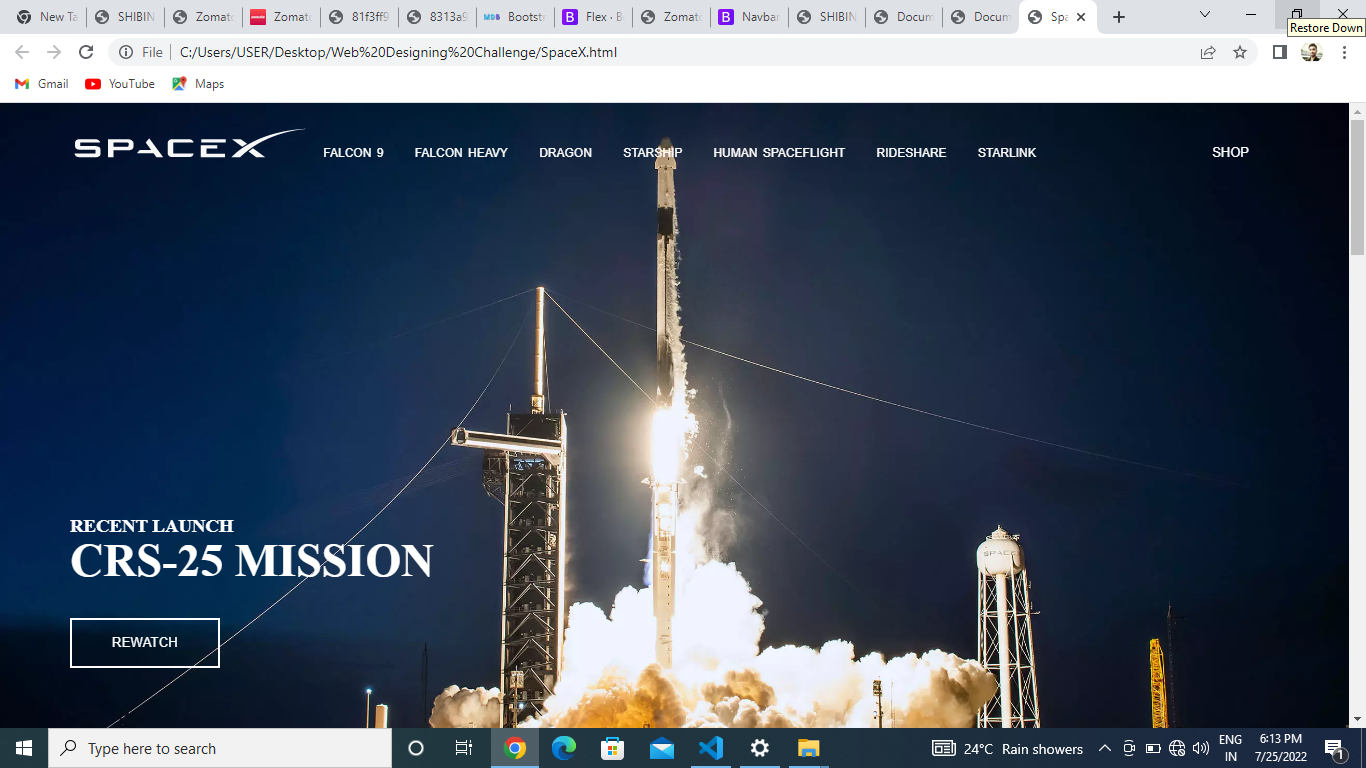 New Ta
SHIBIN
Zomato
Zomato
81f3ff9
8313a9
MDB
Bootstr
B
Flex · B
Zomato
B
Navbar
SHIBIN
Docum
Docum
Spa
Restore Down
File
C:/Users/USER/Desktop/Web%20Designing%20Challenge/SpaceX.html
Gmail
YouTube
Maps
SPACEX
FALCON 9
FALCON HEAVY
DRAGON
STARSHIP
HUMAN SPACEFLIGHT
RIDESHARE
STARLINK
SHOP
SPACEX
RECENT LAUNCH
CRS-25 MISSION
REWATCH
Type here to search
24°C Rain showers
ENG
IN
6:13 PM
7/25/2022
1